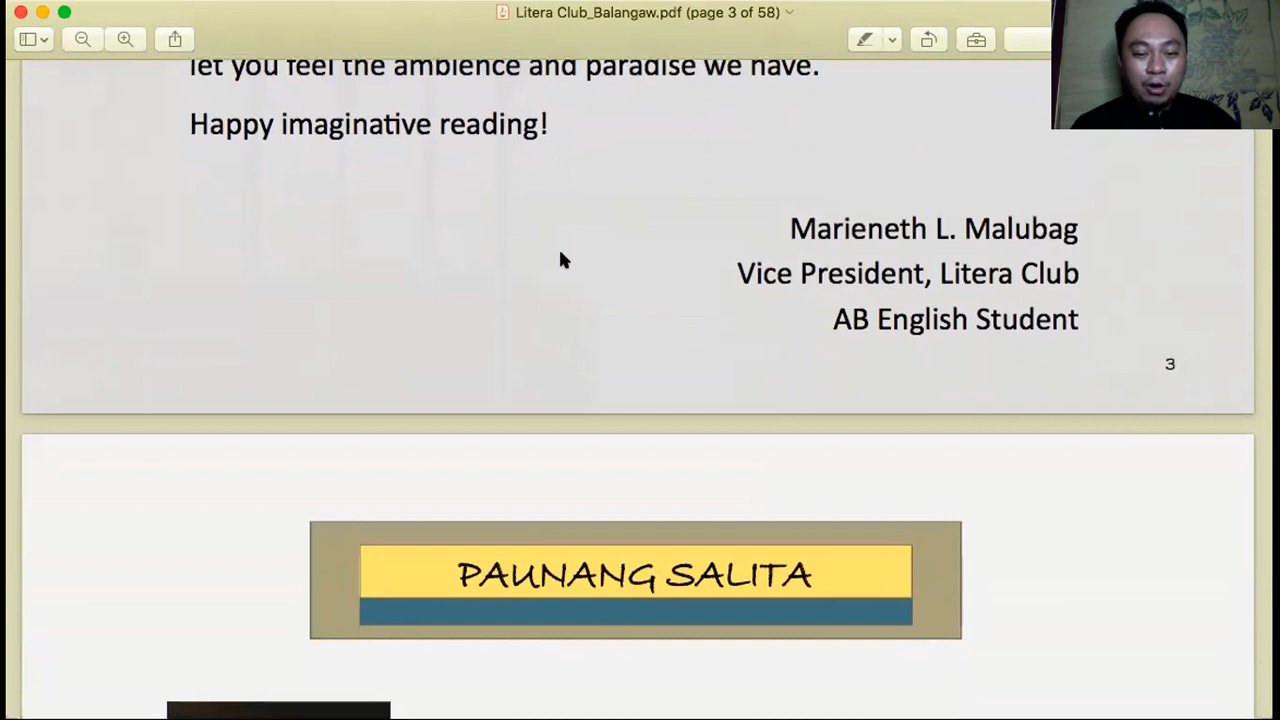 Litera Club_Balangaw.pdf (page 3 of 58)
let you feel the ambience and paradise we have.
Happy imaginative reading!
Marieneth L. Malubag
Vice President, Litera Club
AB English Student
3
PAUNANG SALITA